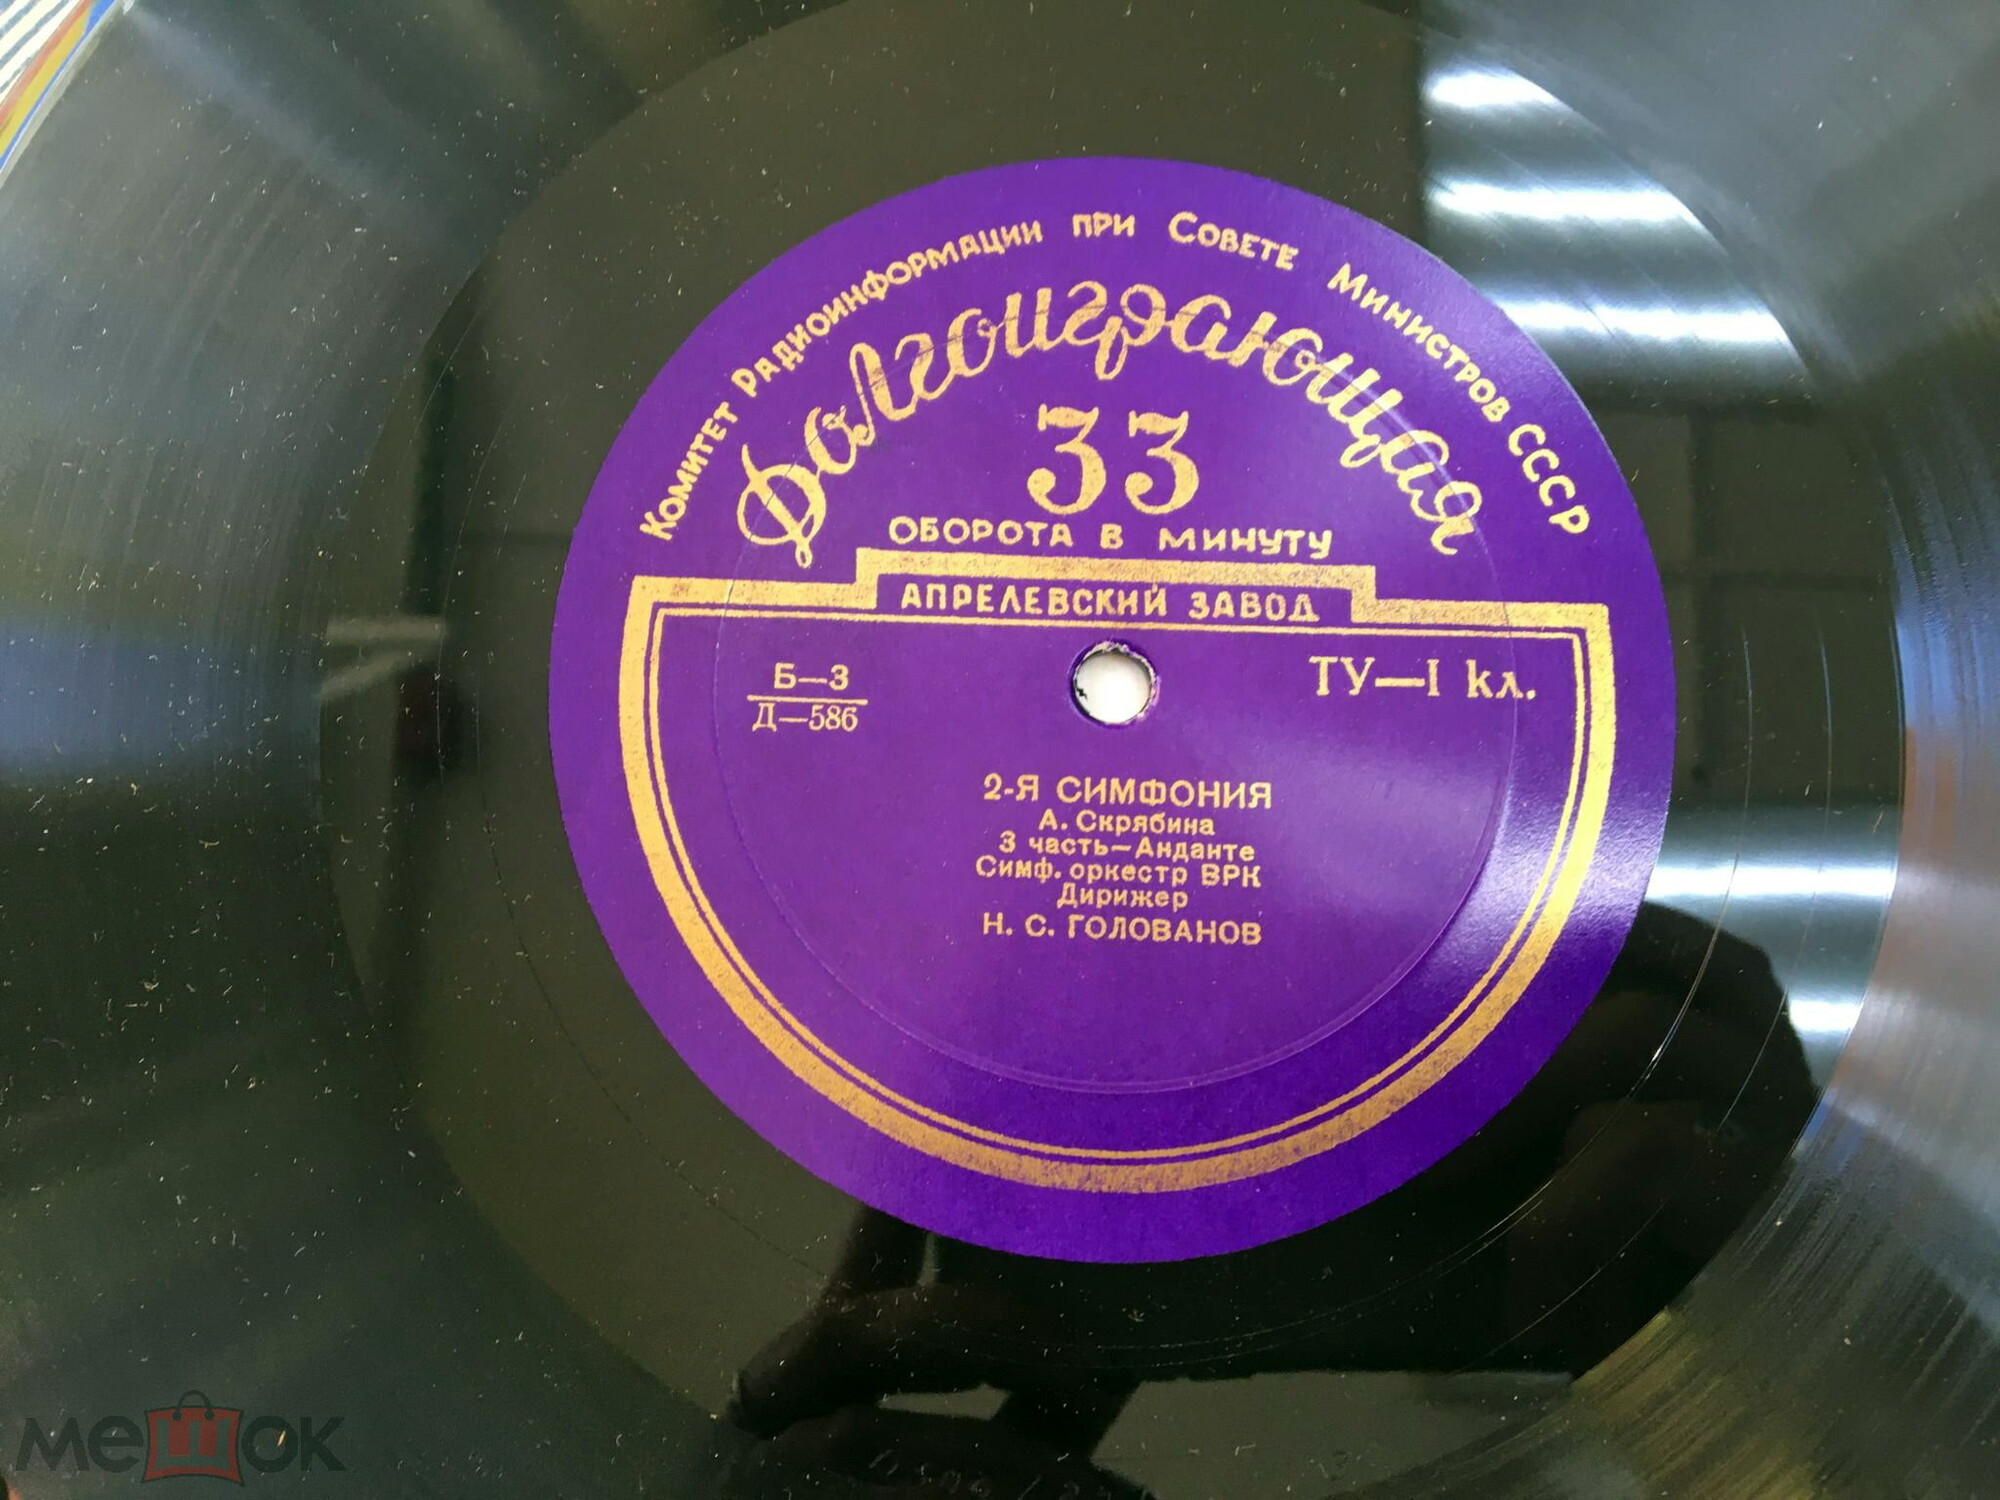 Комитет Радиоинформации при Совете Министров СССР
Долгоиграющая
33
ОБОРОТА В МИНУТУ
АПРЕЛЕВСКИЙ ЗАВОД
Б—3
Д—586
ТУ—I кл.
2-Я СИМФОНИЯ
А. Скрябина
3 часть—Анданте
Симф. оркестр ВРК
Дирижер
Н. С. ГОЛОВАНОВ
мешок